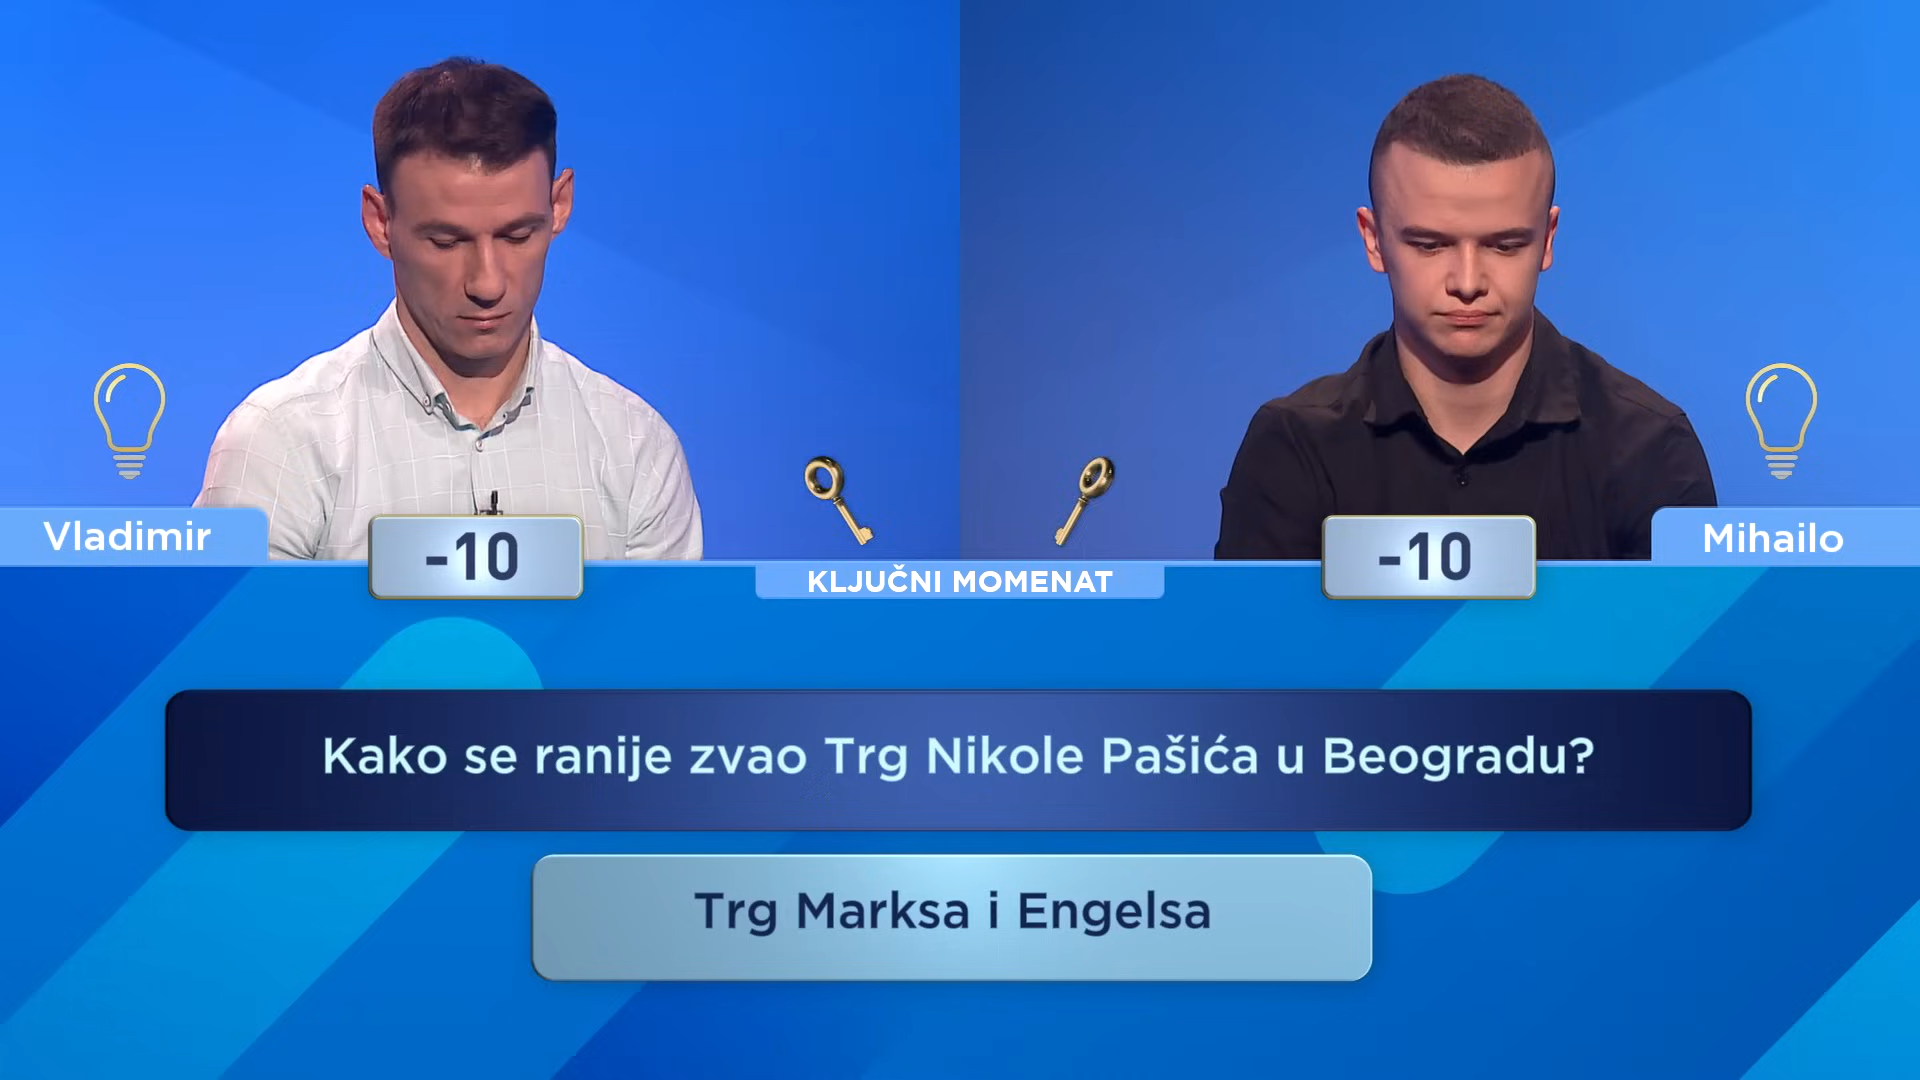 Vladimir
-10
KLJUČNI MOMENAT
-10
Mihailo
Kako se ranije zvao Trg Nikole Pašića u Beogradu?
Trg Marksa i Engelsa